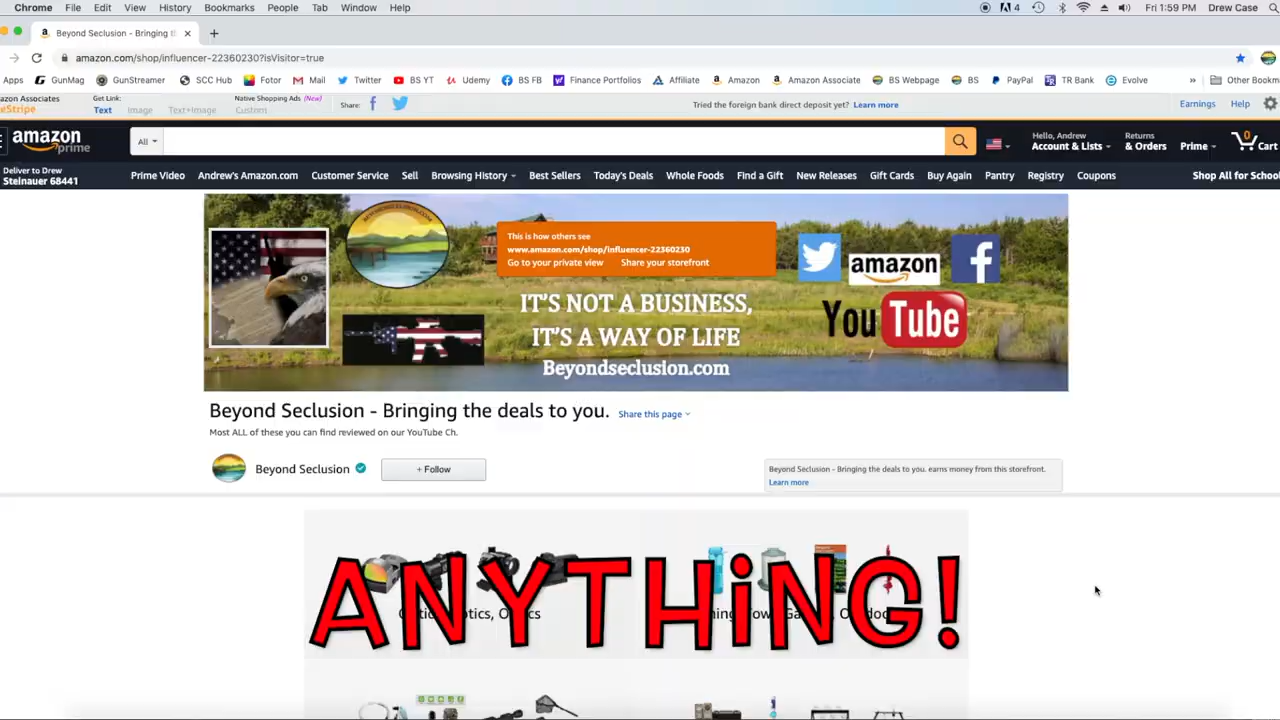 Chrome File Edit View History Bookmarks People Tab Window Help 4 Fri 1:59 PM Drew Case
Beyond Seclusion - Bringing th
amazon.com/shop/influencer-22360230?isVisitor=true
Apps GunMag GunStreamer SCC Hub Fotor Mail Twitter BS YT Udemy BS FB Finance Portfolios Affiliate Amazon Amazon Associate BS Webpage BS PayPal TR Bank Evolve » Other Bookm
azon Associates Get Link: Native Shopping Ads (New)
eStripe Text Image Text+Image Custom Share: Tried the foreign bank direct deposit yet? Learn more Earnings Help
amazon prime All Hello, Andrew Account & Lists Returns & Orders Prime 0 Cart
Deliver to Drew
Steinauer 68441
Prime Video Andrew's Amazon.com Customer Service Sell Browsing History Best Sellers Today's Deals Whole Foods Find a Gift New Releases Gift Cards Buy Again Pantry Registry Coupons Shop All for School
BEYONDSECLUSION.COM
This is how others see
www.amazon.com/shop/influencer-22360230
Go to your private view Share your storefront
amazon
You Tube
IT'S NOT A BUSINESS,
IT'S A WAY OF LIFE
Beyondseclusion.com
Beyond Seclusion - Bringing the deals to you. Share this page
Most ALL of these you can find reviewed on our YouTube Ch.
Beyond Seclusion + Follow
Beyond Seclusion - Bringing the deals to you. earns money from this storefront.
Learn more
ANYTHiNG!